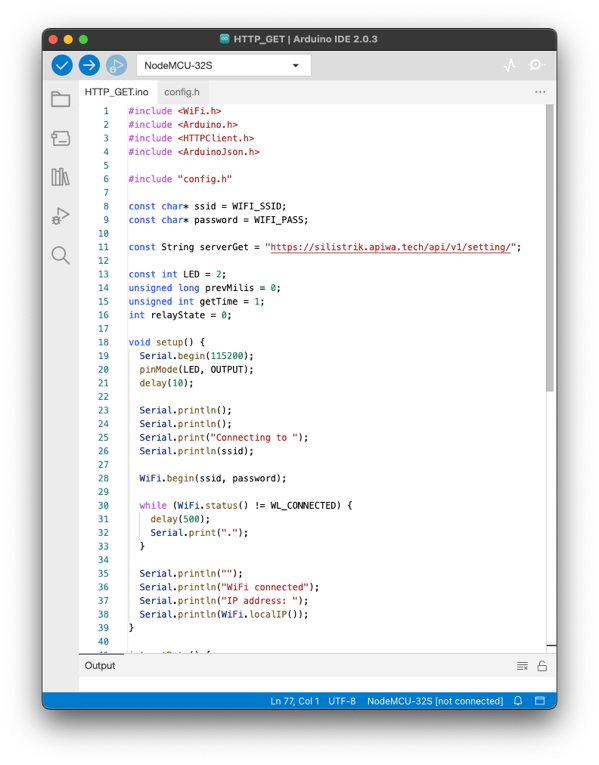 HTTP_GET | Arduino IDE 2.0.3
NodeMCU-32S
HTTP_GET.ino config.h
1 #include <WiFi.h>
2 #include <Arduino.h>
3 #include <HTTPClient.h>
4 #include <ArduinoJson.h>
5
6 #include "config.h"
7
8 const char* ssid = WIFI_SSID;
9 const char* password = WIFI_PASS;
10
11 const String serverGet = "https://silistrik.apiwa.tech/api/v1/setting/";
12
13 const int LED = 2;
14 unsigned long prevMilis = 0;
15 unsigned int getTime = 1;
16 int relayState = 0;
17
18 void setup() {
19 Serial.begin(115200);
20 pinMode(LED, OUTPUT);
21 delay(10);
22
23 Serial.println();
24 Serial.println();
25 Serial.print("Connecting to ");
26 Serial.println(ssid);
27
28 WiFi.begin(ssid, password);
29
30 while (WiFi.status() != WL_CONNECTED) {
31 delay(500);
32 Serial.print(".");
33 }
34
35 Serial.println("");
36 Serial.println("WiFi connected");
37 Serial.println("IP address: ");
38 Serial.println(WiFi.localIP());
39 }
40
Output
Ln 77, Col 1 UTF-8 NodeMCU-32S [not connected]